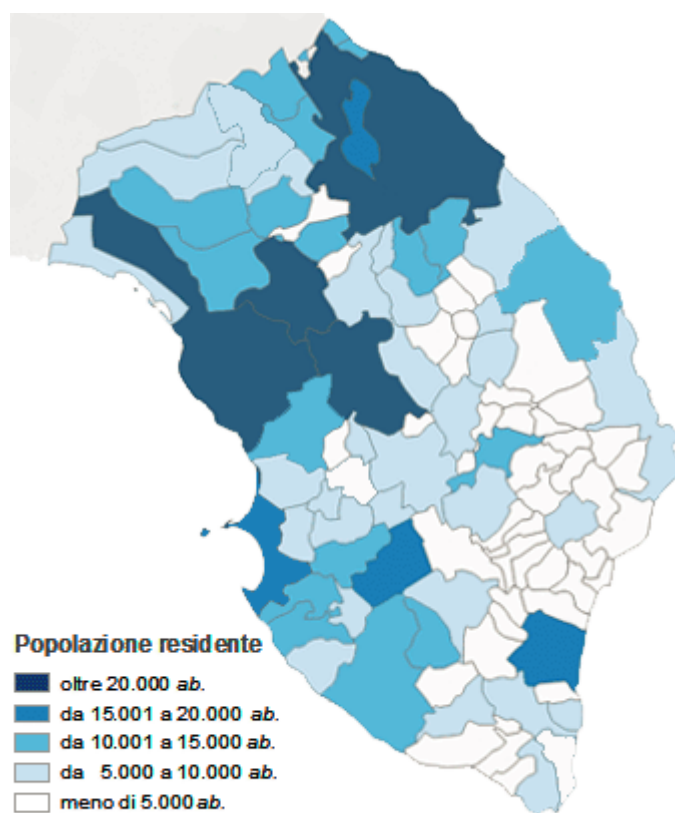 Popolazione residente
oltre 20.000 ab.
da 15.001 a 20.000 ab.
da 10.001 a 15.000 ab.
da 5.000 a 10.000 ab.
meno di 5.000 ab.